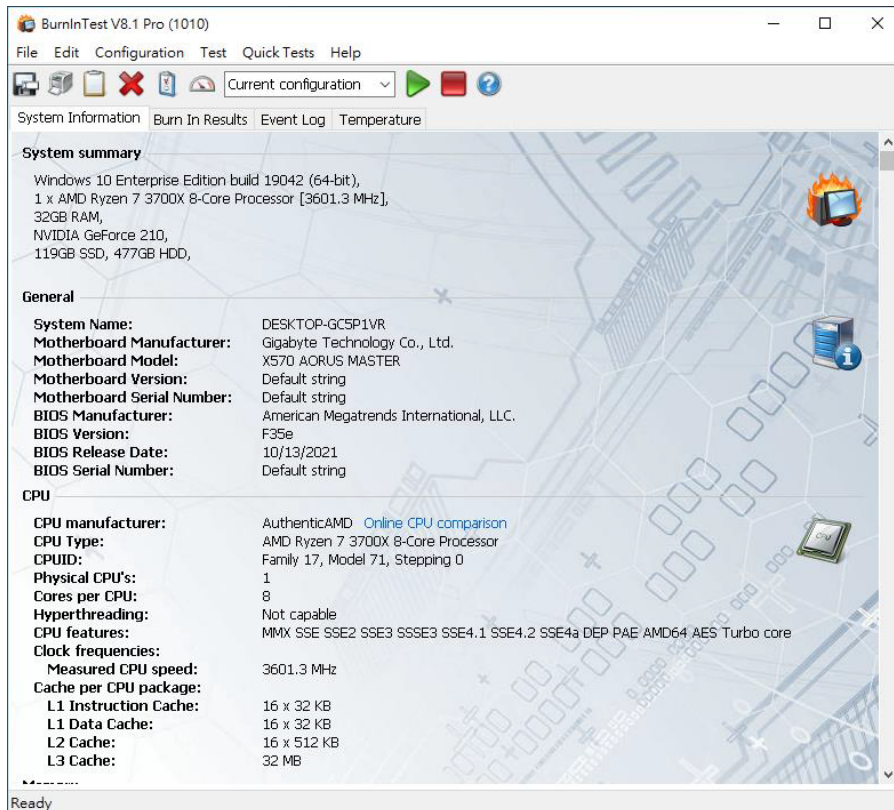 BurnInTest V8.1 Pro (1010)
File Edit Configuration Test Quick Tests Help
Current configuration
System Information Burn In Results Event Log Temperature
System summary
Windows 10 Enterprise Edition build 19042 (64-bit),
1 x AMD Ryzen 7 3700X 8-Core Processor [3601.3 MHz],
32GB RAM,
NVIDIA GeForce 210,
119GB SSD, 477GB HDD,
General
System Name: DESKTOP-GC5P1VR
Motherboard Manufacturer: Gigabyte Technology Co., Ltd.
Motherboard Model: X570 AORUS MASTER
Motherboard Version: Default string
Motherboard Serial Number: Default string
BIOS Manufacturer: American Megatrends International, LLC.
BIOS Version: F35e
BIOS Release Date: 10/13/2021
BIOS Serial Number: Default string
CPU
CPU manufacturer: AuthenticAMD Online CPU comparison
CPU Type: AMD Ryzen 7 3700X 8-Core Processor
CPUID: Family 17, Model 71, Stepping 0
Physical CPU's: 1
Cores per CPU: 8
Hyperthreading: Not capable
CPU features: MMX SSE SSE2 SSE3 SSSE3 SSE4.1 SSE4.2 SSE4a DEP PAE AMD64 AES Turbo core
Clock frequencies:
Measured CPU speed: 3601.3 MHz
Cache per CPU package:
L1 Instruction Cache: 16 x 32 KB
L1 Data Cache: 16 x 32 KB
L2 Cache: 16 x 512 KB
L3 Cache: 32 MB
Ready